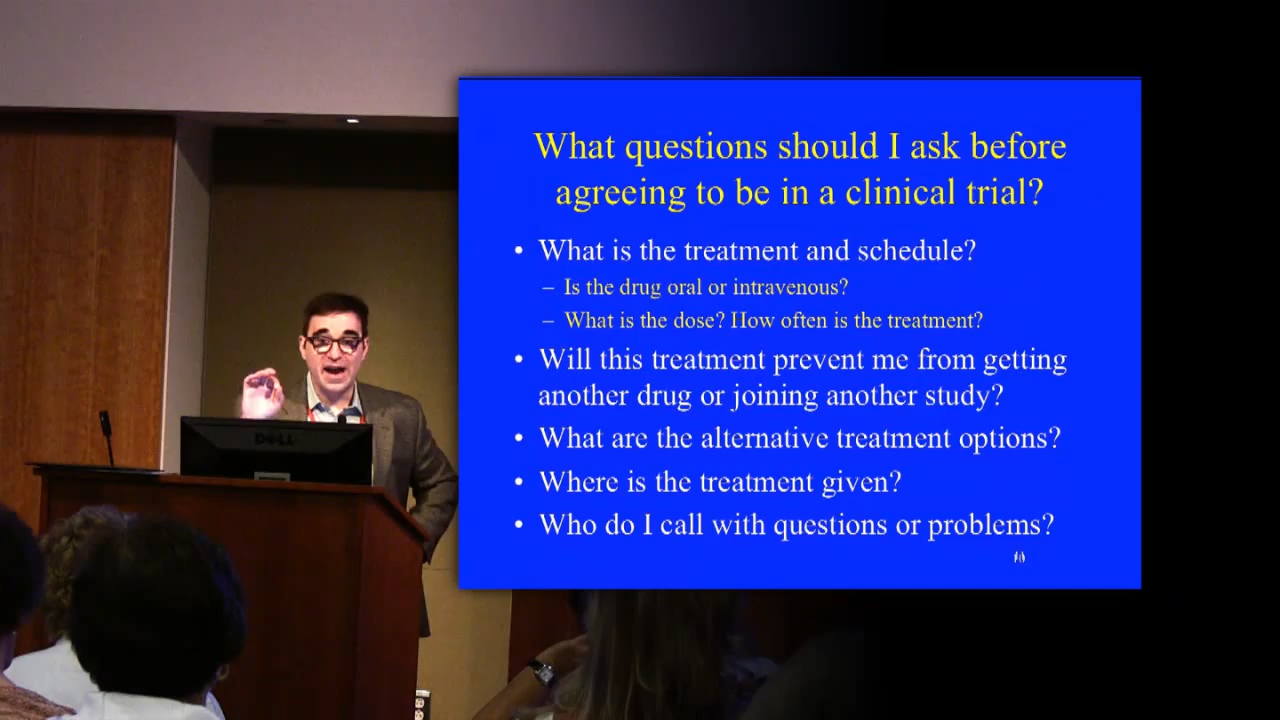 What questions should I ask before
agreeing to be in a clinical trial?
• What is the treatment and schedule?
– Is the drug oral or intravenous?
– What is the dose? How often is the treatment?
• Will this treatment prevent me from getting
another drug or joining another study?
• What are the alternative treatment options?
• Where is the treatment given?
• Who do I call with questions or problems?
DELL